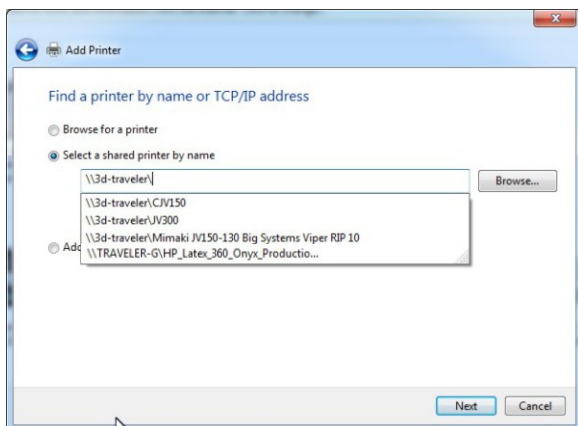 Add Printer
Find a printer by name or TCP/IP address
Browse for a printer
Select a shared printer by name
\\3d-traveler\
Browse...
\\3d-traveler\CJV150
\\3d-traveler\JV300
\\3d-traveler\Mimaki JV150-130 Big Systems Viper RIP 10
\\TRAVELER-G\HP_Latex_360_Onyx_Productio...
Add
Next
Cancel